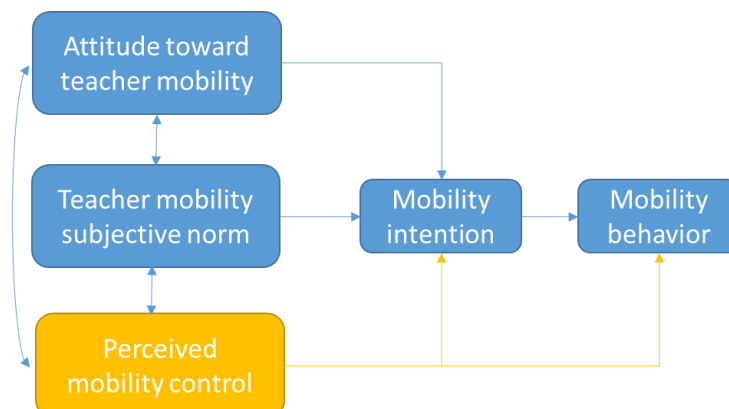 Attitude toward
teacher mobility
Teacher mobility
subjective norm
Mobility
intention
Mobility
behavior
Perceived
mobility control